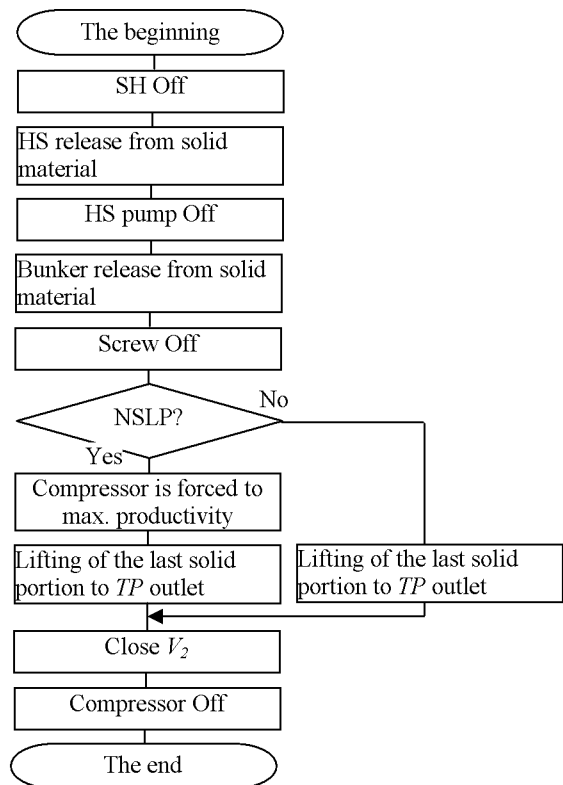 The beginning
SH Off
HS release from solid
material
HS pump Off
Bunker release from solid
material
Screw Off
NSLP?
No
Yes
Compressor is forced to
max. productivity
Lifting of the last solid
portion to TP outlet
Lifting of the last solid
portion to TP outlet
Close V2
Compressor Off
The end